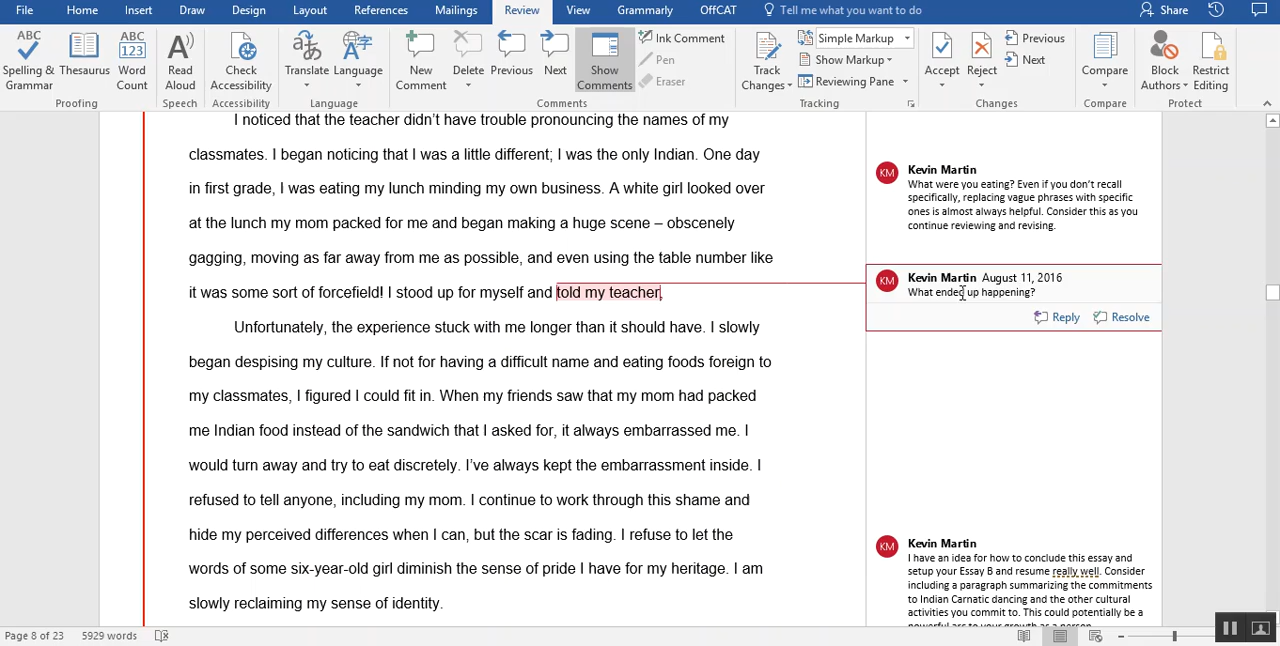 File Home Insert Draw Design Layout References Mailings Review View Grammarly OffCAT Tell me what you want to do Share
Spelling & Grammar
Thesaurus
ABC 123 Word Count
Read Aloud
Check Accessibility
Translate
Language
New Comment
Delete
Previous
Next
Show Comments
Ink Comment
Pen
Eraser
Track Changes
Simple Markup
Show Markup
Reviewing Pane
Accept
Reject
Previous
Next
Compare
Block Authors
Restrict Editing
Proofing Speech Accessibility Language Comments Tracking Changes Compare Protect
I noticed that the teacher didn’t have trouble pronouncing the names of my
classmates. I began noticing that I was a little different; I was the only Indian. One day
in first grade, I was eating my lunch minding my own business. A white girl looked over
at the lunch my mom packed for me and began making a huge scene – obscenely
gagging, moving as far away from me as possible, and even using the table number like
it was some sort of forcefield! I stood up for myself and told my teacher.
Unfortunately, the experience stuck with me longer than it should have. I slowly
began despising my culture. If not for having a difficult name and eating foods foreign to
my classmates, I figured I could fit in. When my friends saw that my mom had packed
me Indian food instead of the sandwich that I asked for, it always embarrassed me. I
would turn away and try to eat discretely. I’ve always kept the embarrassment inside. I
refused to tell anyone, including my mom. I continue to work through this shame and
hide my perceived differences when I can, but the scar is fading. I refuse to let the
words of some six-year-old girl diminish the sense of pride I have for my heritage. I am
slowly reclaiming my sense of identity.
KM Kevin Martin
What were you eating? Even if you don’t recall
specifically, replacing vague phrases with specific
ones is almost always helpful. Consider this as you
continue reviewing and revising.
KM Kevin Martin August 11, 2016
What ended up happening?
Reply Resolve
KM Kevin Martin
I have an idea for how to conclude this essay and
setup your Essay B and resume really well. Consider
including a paragraph summarizing the commitments
to Indian Carnatic dancing and the other cultural
activities you commit to. This could potentially be a
powerful arc to your growth as a person
Page 8 of 23 5929 words